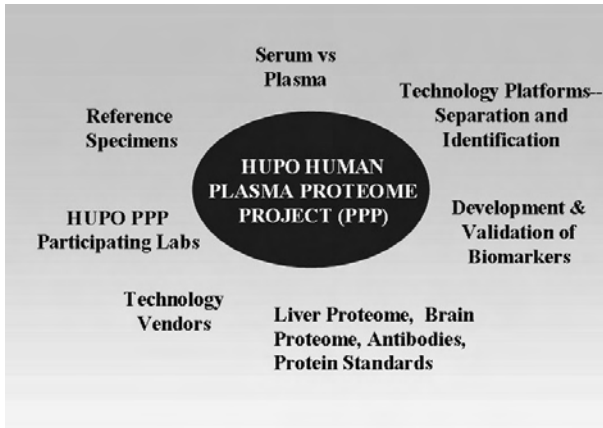 Serum vs
Plasma
Technology Platforms--
Separation and
Identification
Reference
Specimens
HUPO HUMAN
PLASMA PROTEOME
PROJECT (PPP)
Development &
Validation of
Biomarkers
HUPO PPP
Participating Labs
Technology
Vendors
Liver Proteome, Brain
Proteome, Antibodies,
Protein Standards